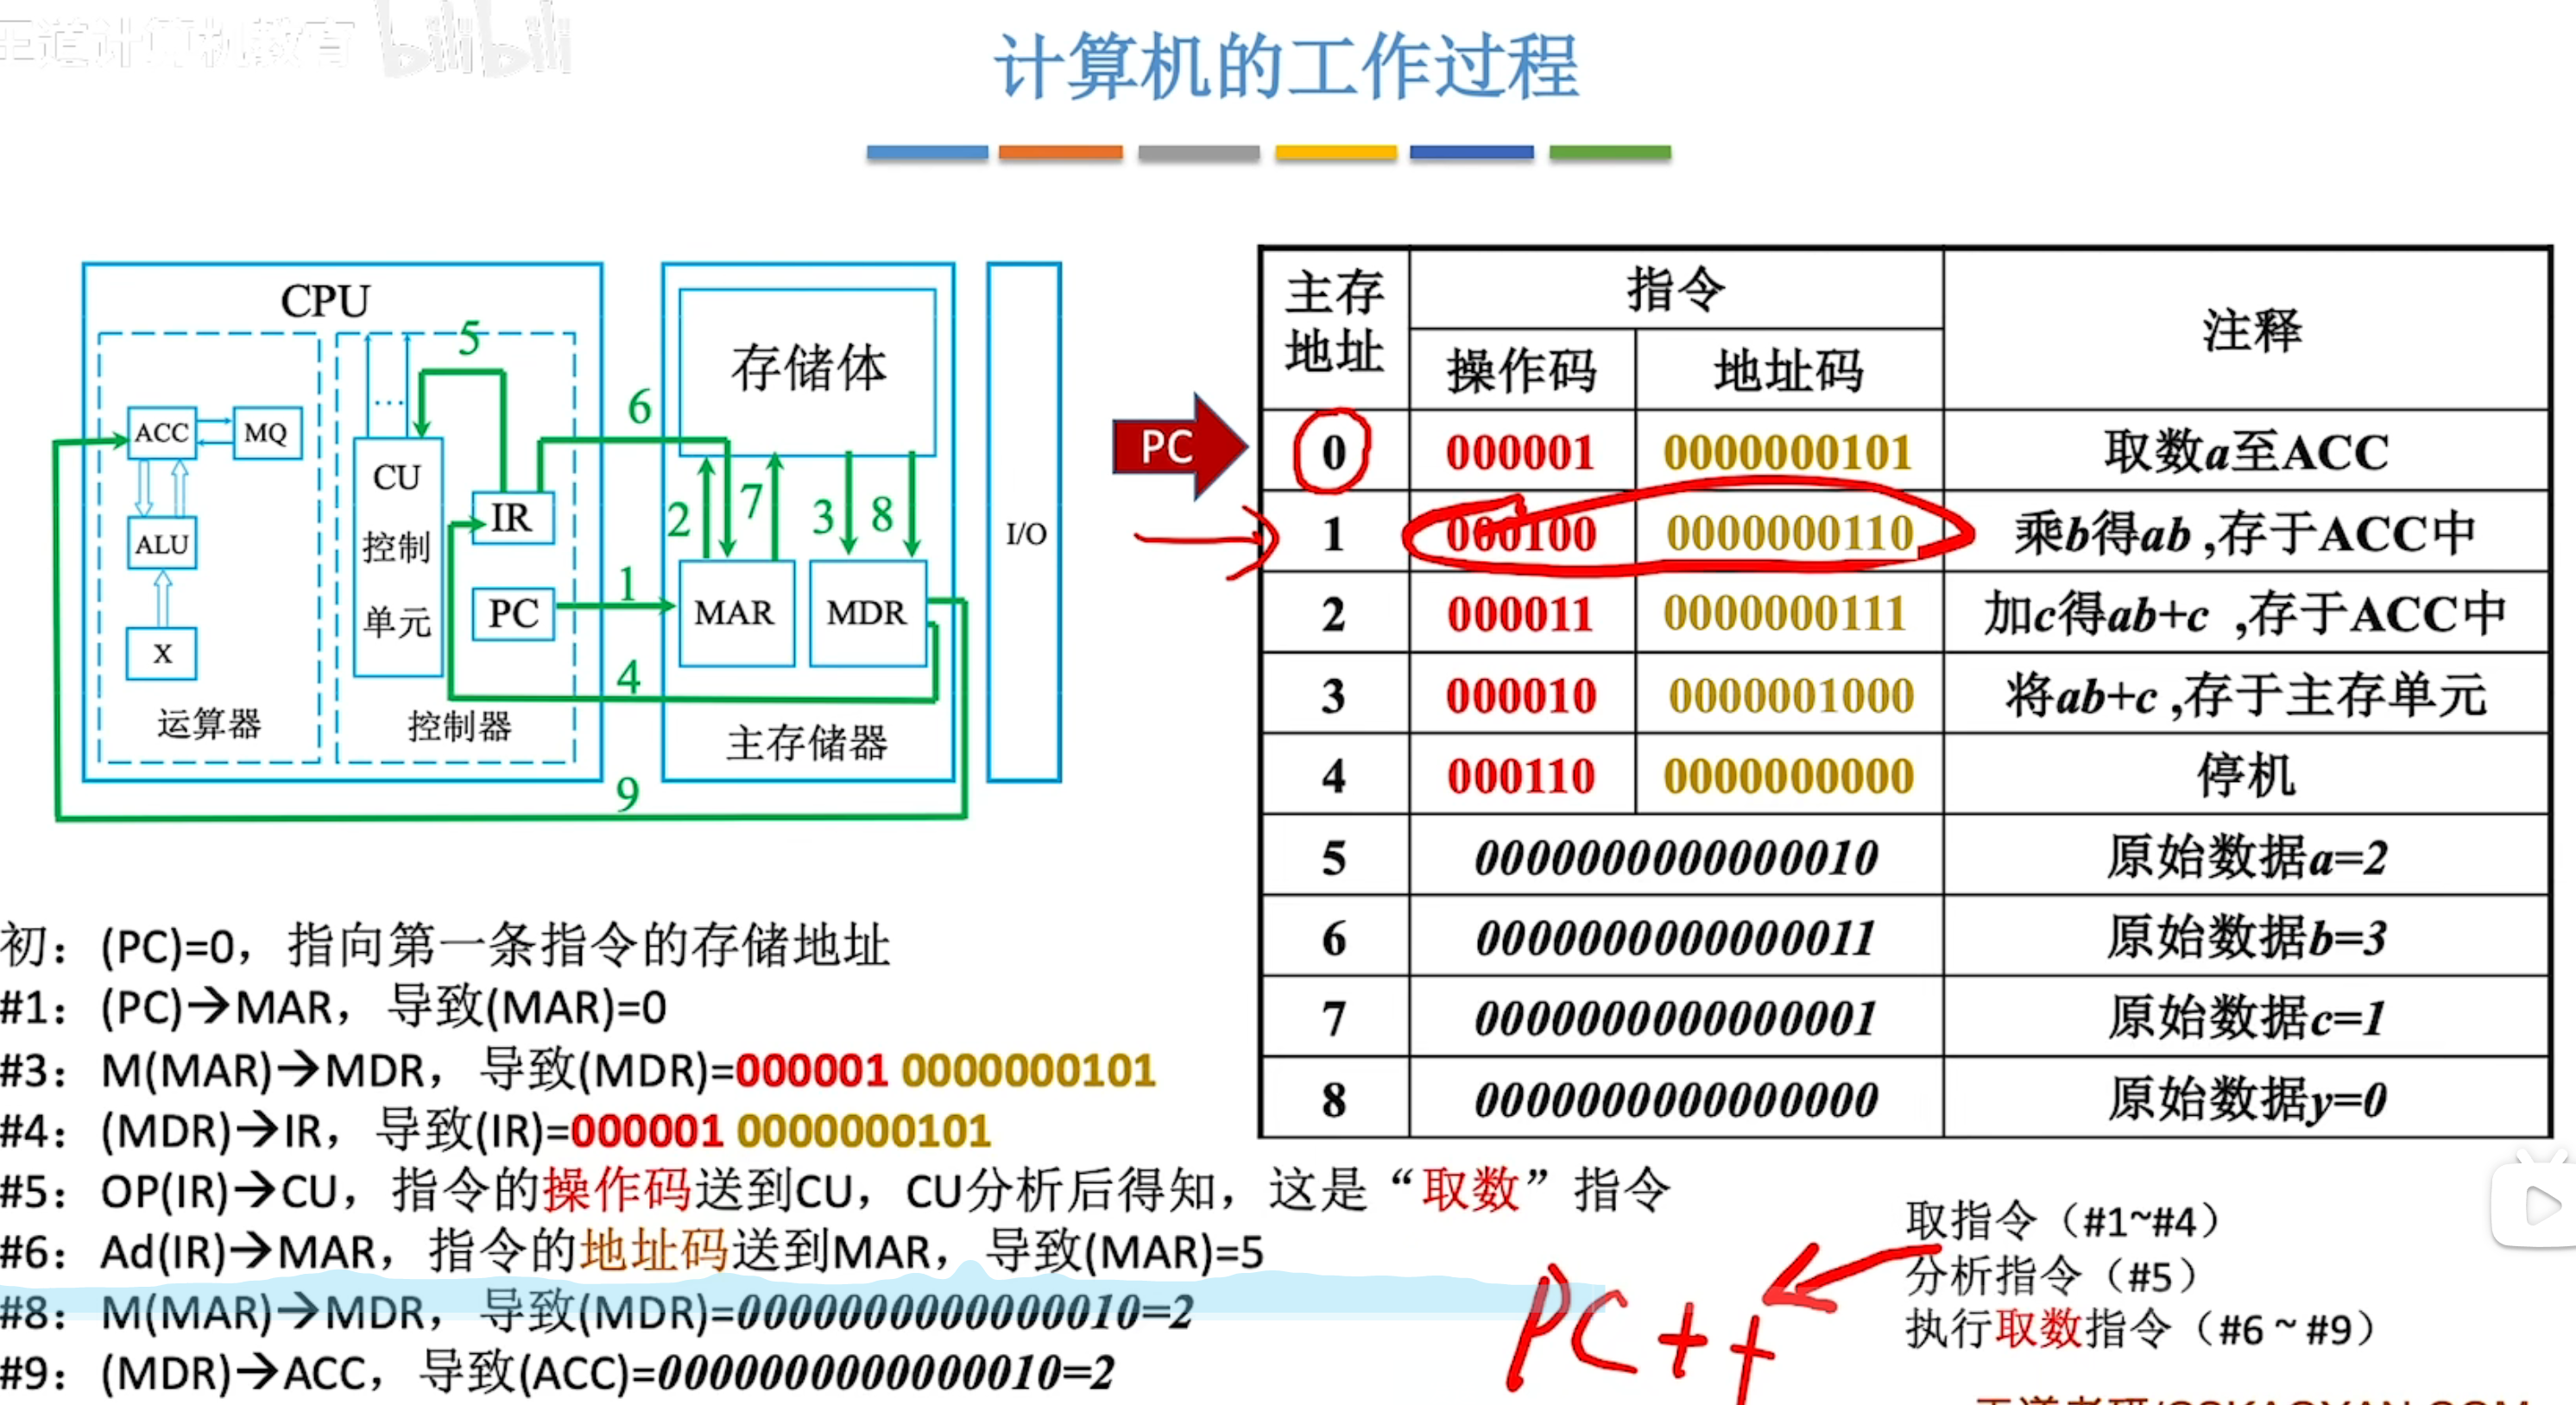 王道计算机教育 bilibili
计算机的工作过程
CPU
5
ACC
MQ
...
CU
控制
单元
IR
PC
ALU
X
运算器
控制器
6
1
4
9
存储体
2
7
3
8
MAR
MDR
主存储器
I/O
PC
主存地址 指令 注释
操作码 地址码
0 000001 0000000101 取数a至ACC
1 000100 0000000110 乘b得ab ,存于ACC中
2 000011 0000000111 加c得ab+c ,存于ACC中
3 000010 0000001000 将ab+c ,存于主存单元
4 000110 0000000000 停机
5 0000000000000010 原始数据a=2
6 0000000000000011 原始数据b=3
7 0000000000000001 原始数据c=1
8 0000000000000000 原始数据y=0
初：(PC)=0，指向第一条指令的存储地址
#1：(PC)→MAR，导致(MAR)=0
#3：M(MAR)→MDR，导致(MDR)=000001 0000000101
#4：(MDR)→IR，导致(IR)=000001 0000000101
#5：OP(IR)→CU，指令的操作码送到CU，CU分析后得知，这是“取数”指令
#6：Ad(IR)→MAR，指令的地址码送到MAR，导致(MAR)=5
#8：M(MAR)→MDR，导致(MDR)=0000000000000010=2
#9：(MDR)→ACC，导致(ACC)=0000000000000010=2
PC++
取指令（#1~#4）
分析指令（#5）
执行取数指令（#6 ~ #9）